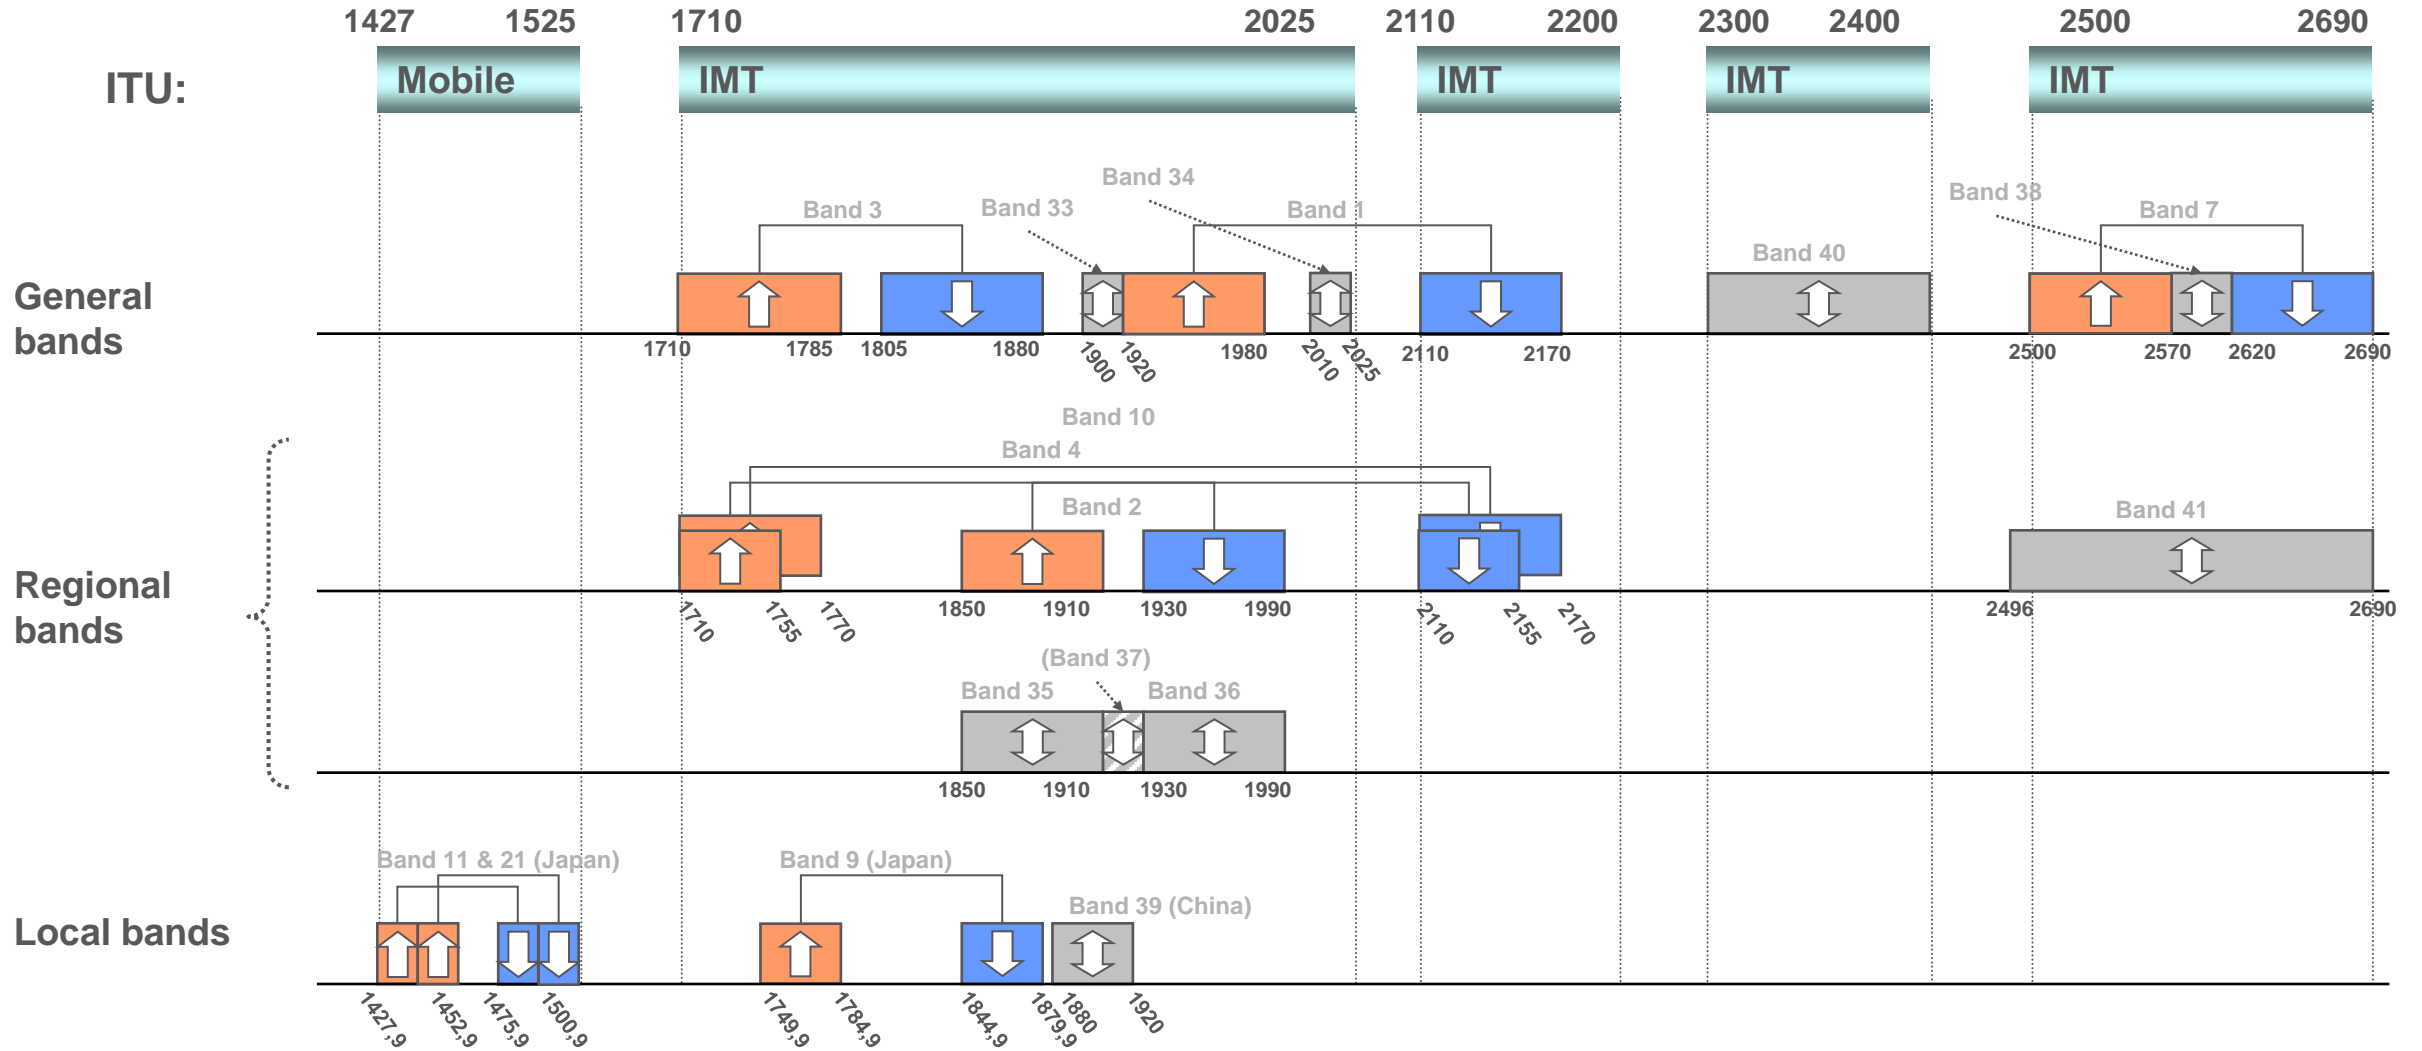 1427 1525 1710 2025 2110 2200 2300 2400 2500 2690
ITU: Mobile IMT IMT IMT IMT
Band 34
Band 3 Band 33 Band 1 Band 38 Band 7
Band 40
General
bands
1710 1785 1805 1880 1900 1920 1980 2010 2025 2110 2170 2500 2570 2620 2690
Band 10
Band 4
Band 2 Band 41
Regional
bands
1710 1755 1770 1850 1910 1930 1990 2110 2155 2170 2496 2690
(Band 37)
Band 35 Band 36
1850 1910 1930 1990
Band 11 & 21 (Japan) Band 9 (Japan)
Band 39 (China)
Local bands
1427,9 1452,9 1475,9 1500,9 1749,9 1784,9 1844,9 1879,9 1880 1920